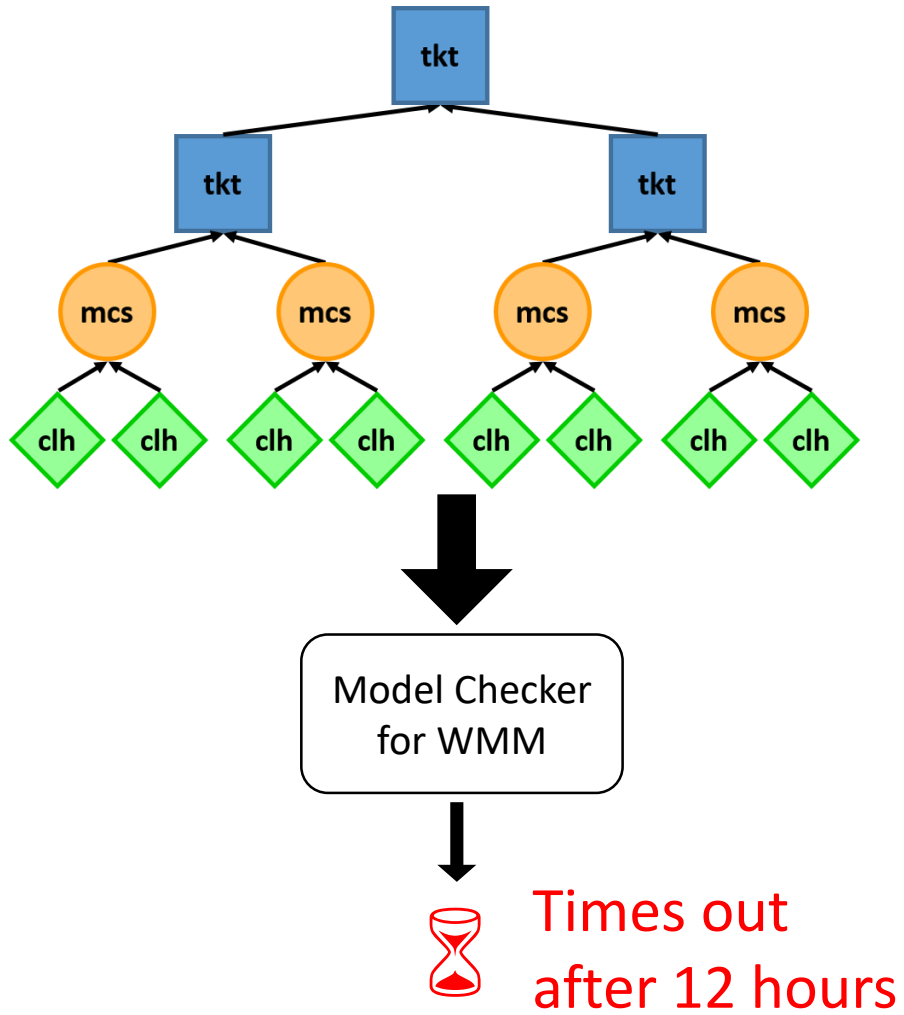 tkt
tkt tkt
mcs mcs mcs mcs
clh clh clh clh clh clh clh clh
Model Checker
for WMM
Times out
after 12 hours